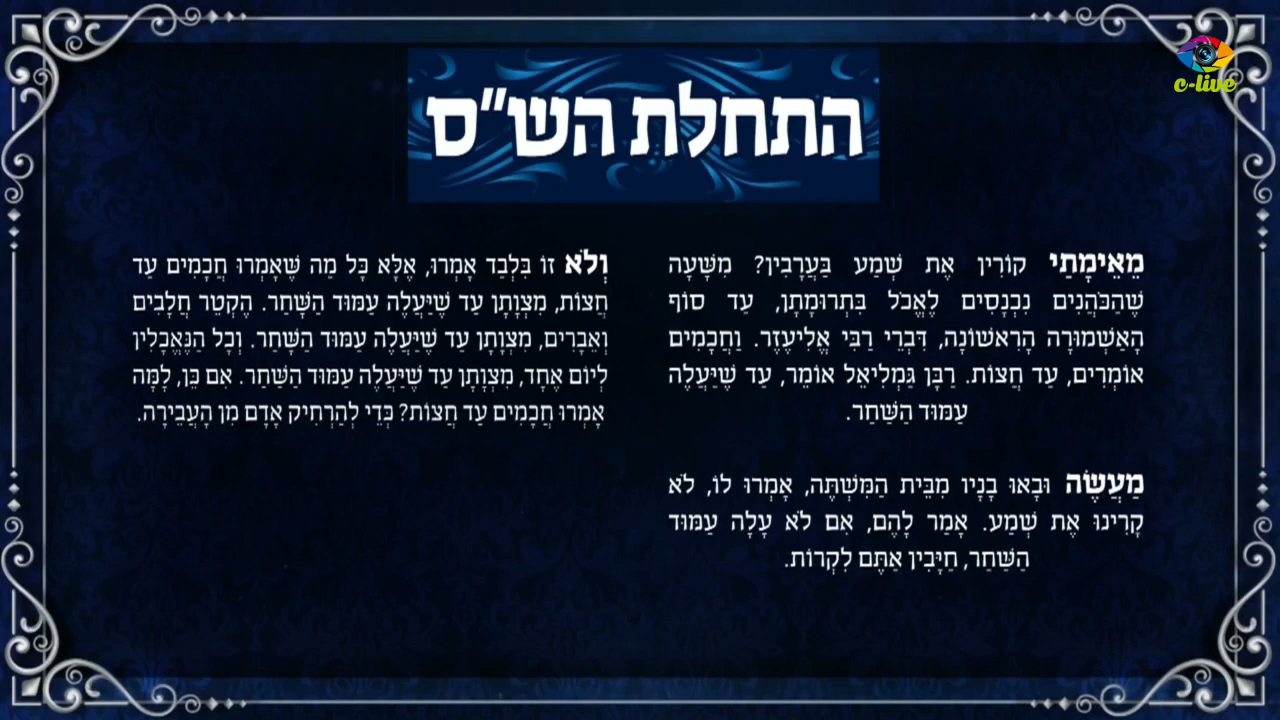 התחלת הש"ס
c-live
מֵאֵימָתַי קוֹרִין אֶת שְׁמַע בַּעֲרָבִין? מִשָּׁעָה
שֶׁהַכֹּהֲנִים נִכְנָסִים לֶאֱכֹל בִּתְרוּמָתָן, עַד סוֹף
הָאַשְׁמוּרָה הָרִאשׁוֹנָה, דִּבְרֵי רַבִּי אֱלִיעֶזֶר. וַחֲכָמִים
אוֹמְרִים, עַד חֲצוֹת. רַבָּן גַּמְלִיאֵל אוֹמֵר, עַד שֶׁיַּעֲלֶה
עַמּוּד הַשַּׁחַר.
מַעֲשֶׂה וּבָאוּ בָנָיו מִבֵּית הַמִּשְׁתֶּה, אָמְרוּ לוֹ, לֹא
קָרִינוּ אֶת שְׁמַע. אָמַר לָהֶם, אִם לֹא עָלָה עַמּוּד
הַשַּׁחַר, חַיָּבִין אַתֶּם לִקְרוֹת.
וְלֹא זוֹ בִּלְבַד אָמְרוּ, אֶלָּא כָּל מַה שֶּׁאָמְרוּ חֲכָמִים עַד
חֲצוֹת, מִצְוָתָן עַד שֶׁיַּעֲלֶה עַמּוּד הַשַּׁחַר. הֶקְטֵר חֲלָבִים
וְאֵבָרִים, מִצְוָתָן עַד שֶׁיַּעֲלֶה עַמּוּד הַשַּׁחַר. וְכָל הַנֶּאֱכָלִין
לְיוֹם אֶחָד, מִצְוָתָן עַד שֶׁיַּעֲלֶה עַמּוּד הַשַּׁחַר. אִם כֵּן, לָמָּה
אָמְרוּ חֲכָמִים עַד חֲצוֹת? כְּדֵי לְהַרְחִיק אָדָם מִן הָעֲבֵירָה.